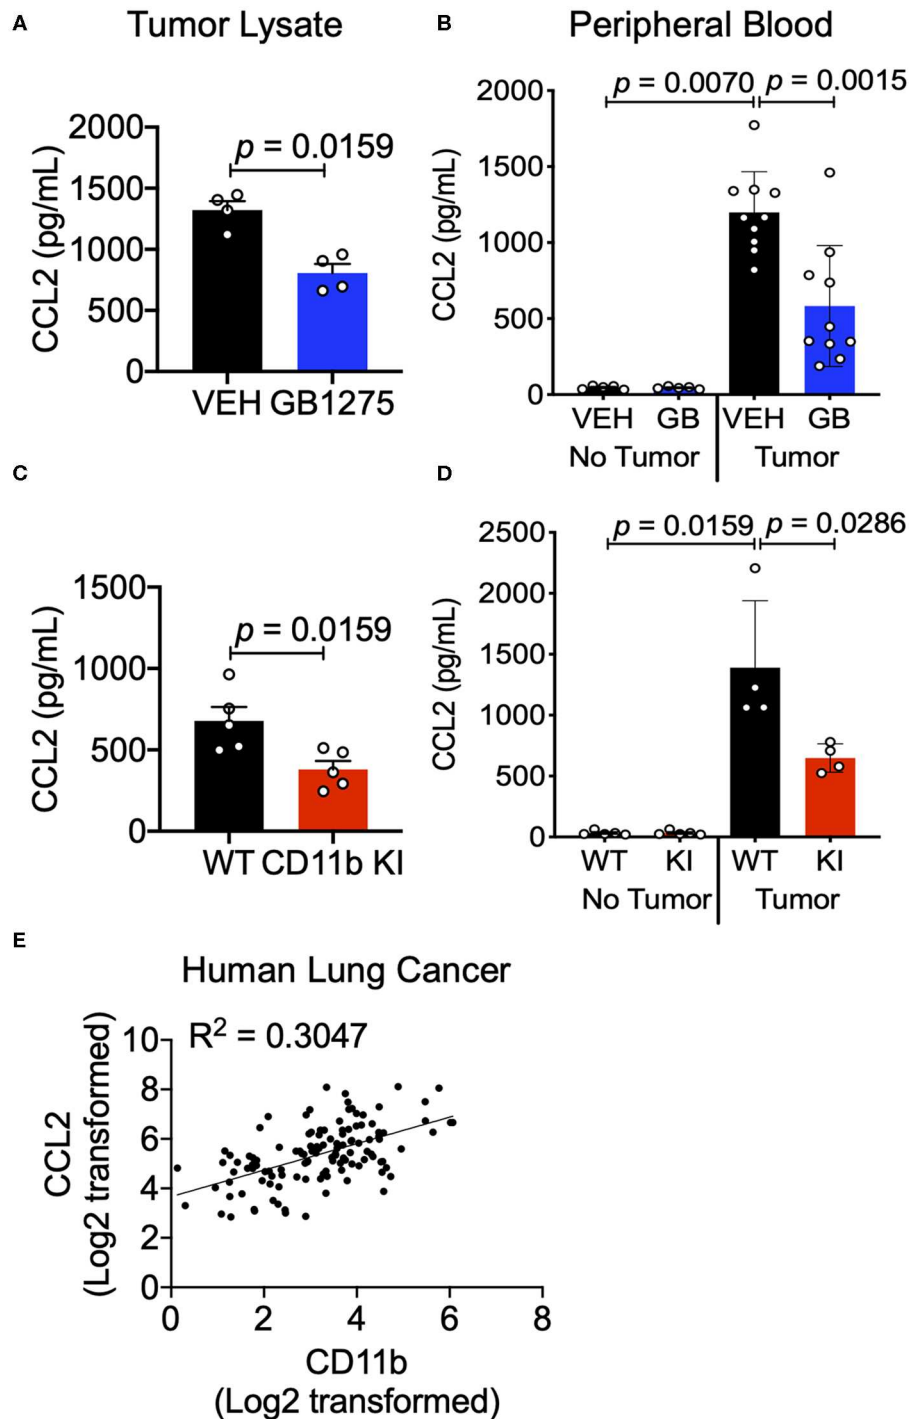 A
Tumor Lysate
CCL2 (pg/mL)
2000
1500
1000
500
0
p = 0.0159
VEH GB1275
B
Peripheral Blood
CCL2 (pg/mL)
2000
1500
1000
500
0
p = 0.0070
p = 0.0015
VEH GB VEH GB
No Tumor Tumor
C
CCL2 (pg/mL)
1500
1000
500
0
p = 0.0159
WT CD11b KI
D
CCL2 (pg/mL)
2500
2000
1500
1000
500
0
p = 0.0159
p = 0.0286
WT KI WT KI
No Tumor Tumor
E
Human Lung Cancer
R² = 0.3047
CCL2
(Log2 transformed)
10
8
6
4
2
0
0 2 4 6 8
CD11b
(Log2 transformed)